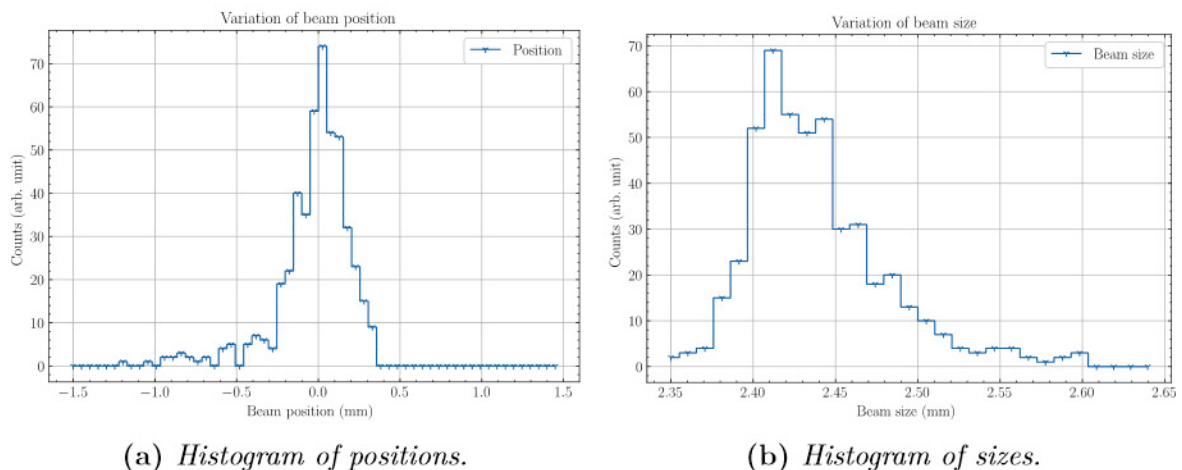 Variation of beam position
Position
Counts (arb. unit)
70
60
50
40
30
20
10
0
−1.5 −1.0 −0.5 0.0 0.5 1.0 1.5
Beam position (mm)
(a) Histogram of positions.
Variation of beam size
Beam size
Counts (arb. unit)
70
60
50
40
30
20
10
0
2.35 2.40 2.45 2.50 2.55 2.60 2.65
Beam size (mm)
(b) Histogram of sizes.